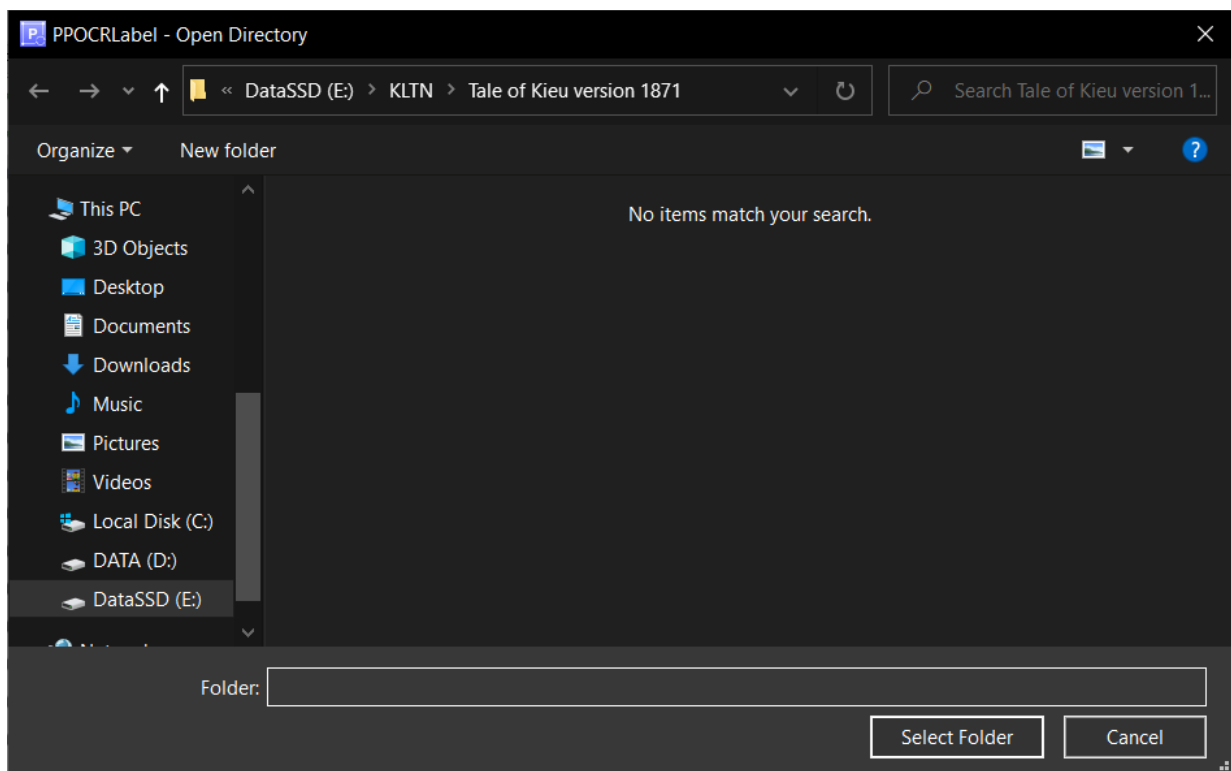 PPOCRLabel - Open Directory
« DataSSD (E:) > KLTN > Tale of Kieu version 1871
Search Tale of Kieu version 1...
Organize
New folder
?
This PC
No items match your search.
3D Objects
Desktop
Documents
Downloads
Music
Pictures
Videos
Local Disk (C:)
DATA (D:)
DataSSD (E:)
Folder:
Select Folder
Cancel